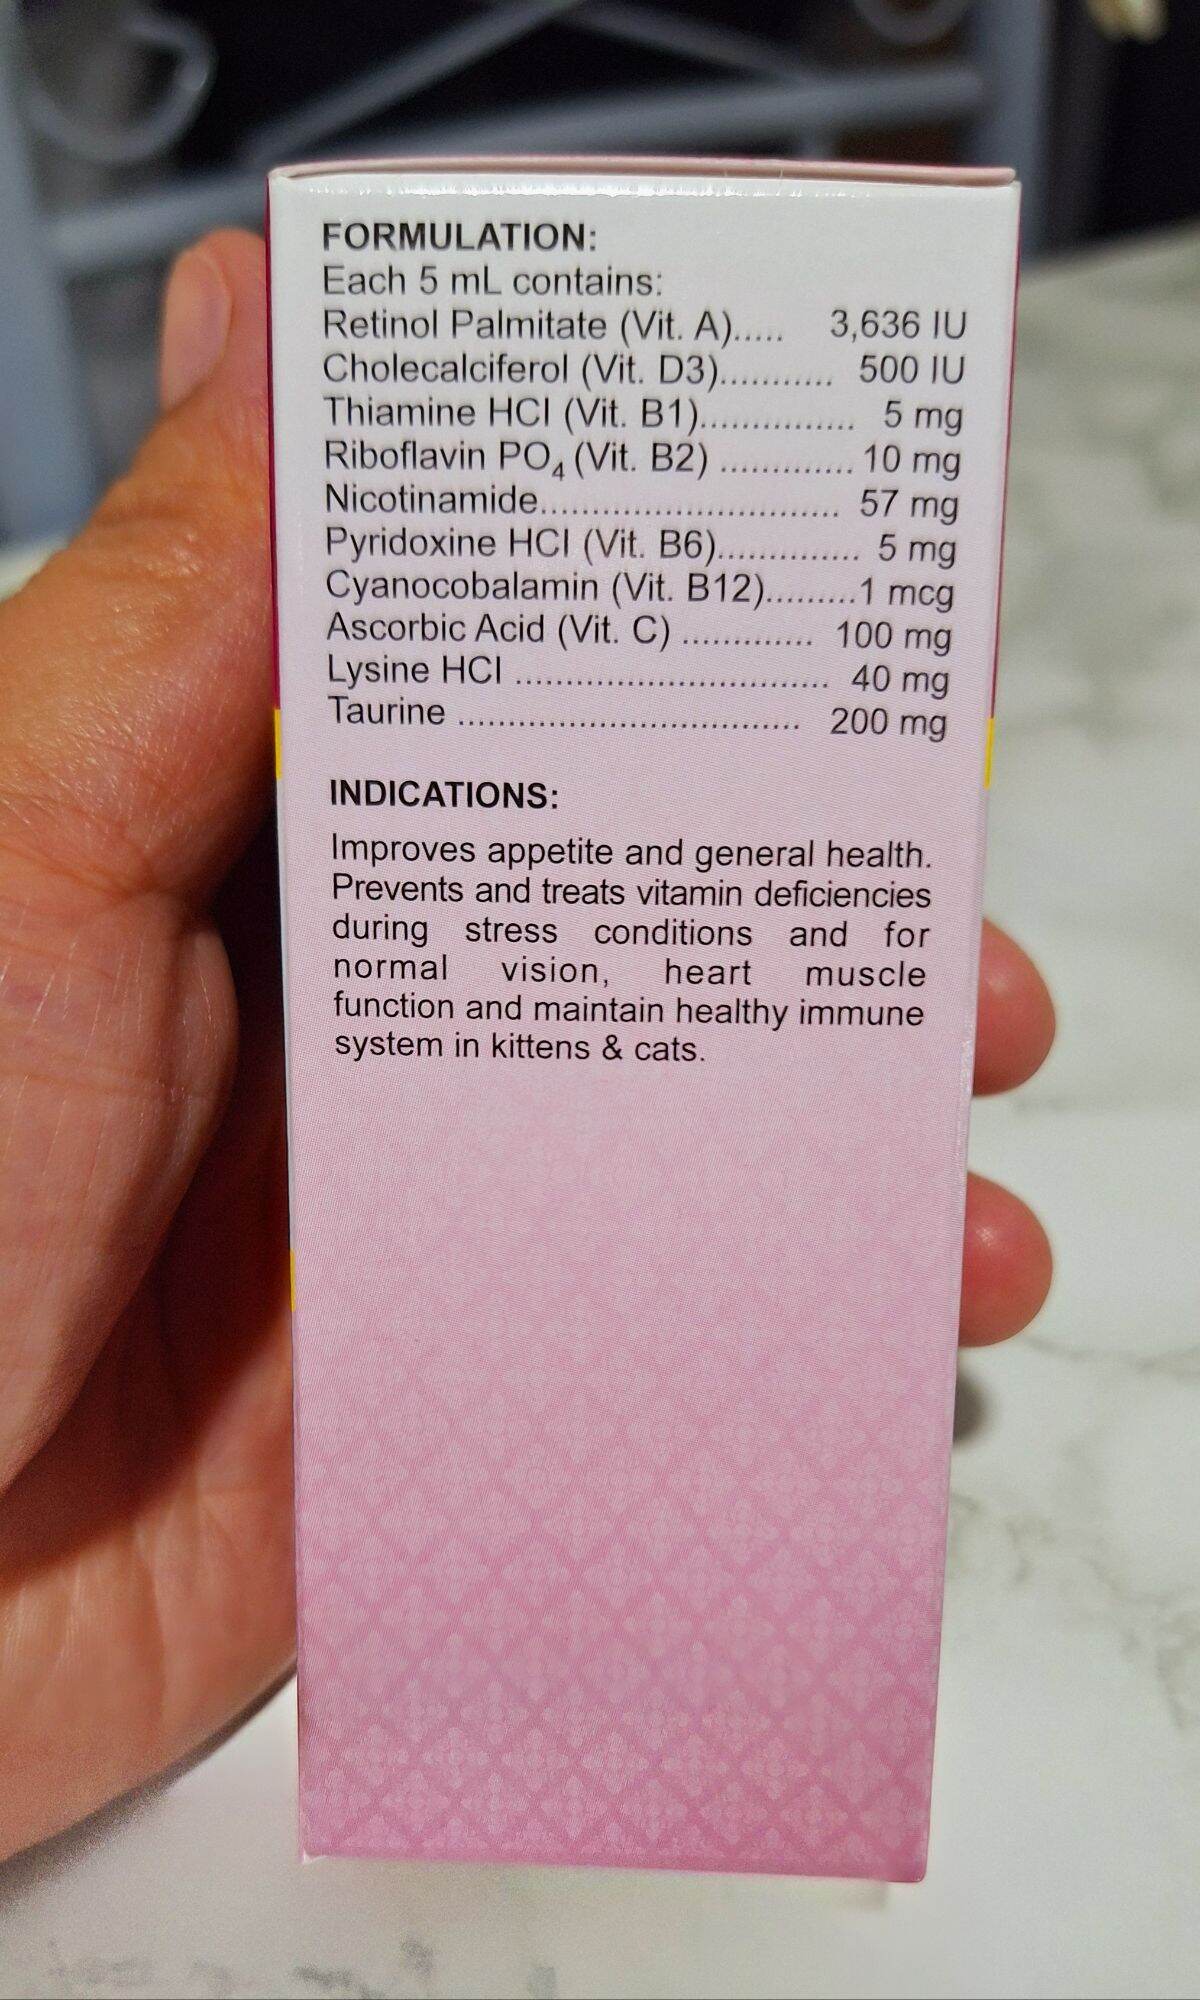 FORMULATION:
Each 5 mL contains:
Retinol Palmitate (Vit. A)..... 3,636 IU
Cholecalciferol (Vit. D3)........... 500 IU
Thiamine HCl (Vit. B1)............... 5 mg
Riboflavin PO₄ (Vit. B2) ............. 10 mg
Nicotinamide............................. 57 mg
Pyridoxine HCl (Vit. B6).............. 5 mg
Cyanocobalamin (Vit. B12).........1 mcg
Ascorbic Acid (Vit. C) ............. 100 mg
Lysine HCl ............................... 40 mg
Taurine .................................. 200 mg
INDICATIONS:
Improves appetite and general health.
Prevents and treats vitamin deficiencies
during stress conditions and for
normal vision, heart muscle
function and maintain healthy immune
system in kittens & cats.